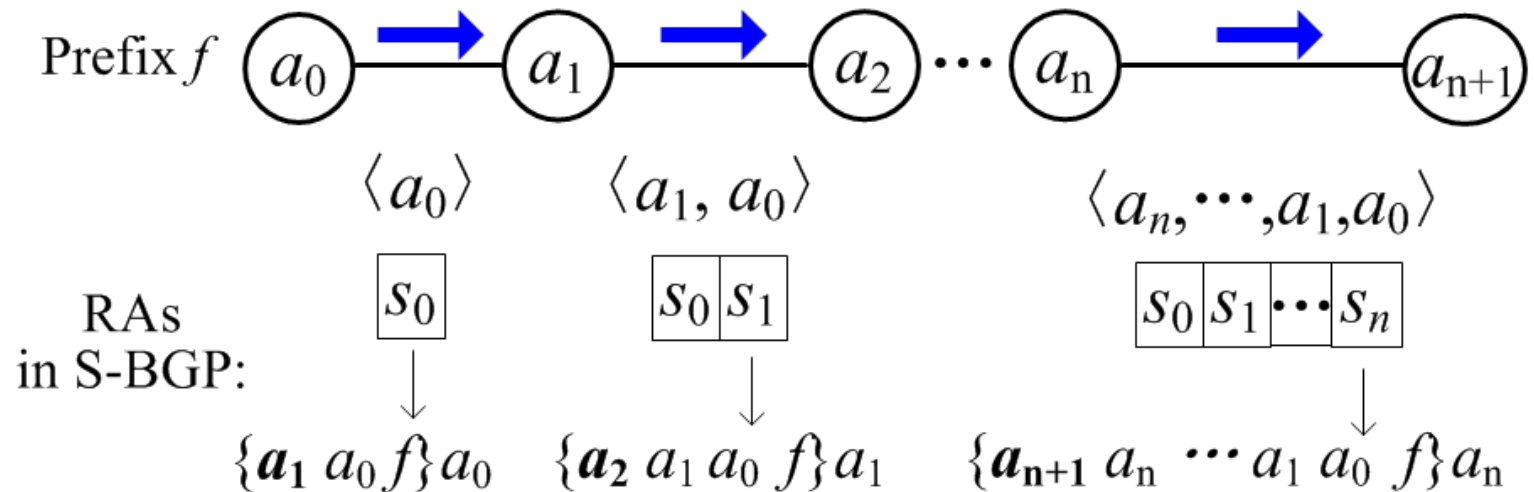 Prefix f a₀ a₁ a₂ ··· aₙ aₙ₊₁
⟨a₀⟩ ⟨a₁, a₀⟩ ⟨aₙ,···,a₁,a₀⟩
s₀ s₀ s₁ s₀ s₁ ··· sₙ
RAs
in S-BGP:
{a₁ a₀ f}a₀ {a₂ a₁ a₀ f}a₁ {aₙ₊₁ aₙ ··· a₁ a₀ f}aₙ